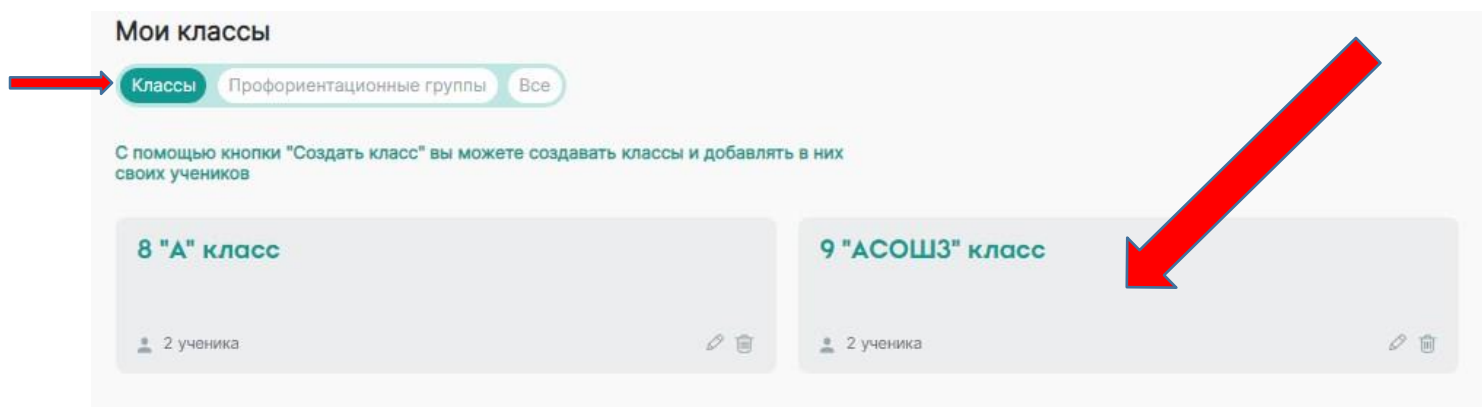 Мои классы
Классы Профориентационные группы Все
С помощью кнопки "Создать класс" вы можете создавать классы и добавлять в них
своих учеников
8 "А" класс
9 "АСОШ3" класс
2 ученика
2 ученика